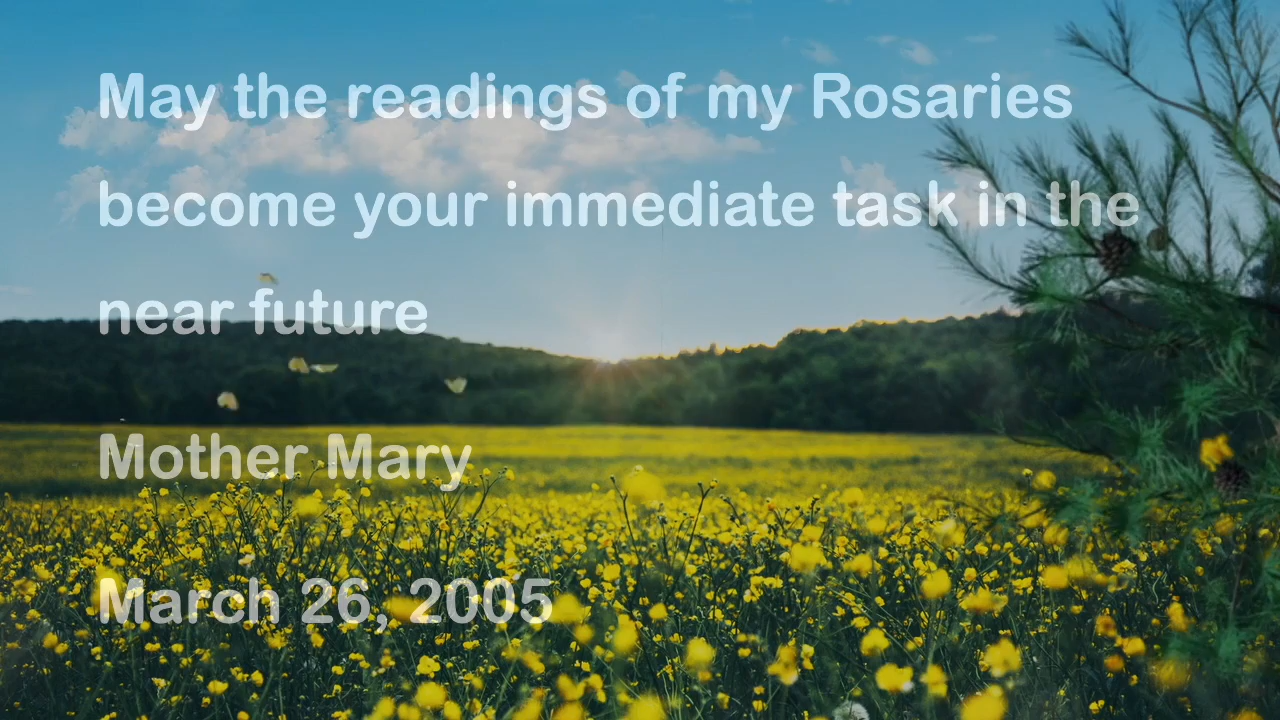 May the readings of my Rosaries
become your immediate task in the
near future
Mother Mary
March 26, 2005